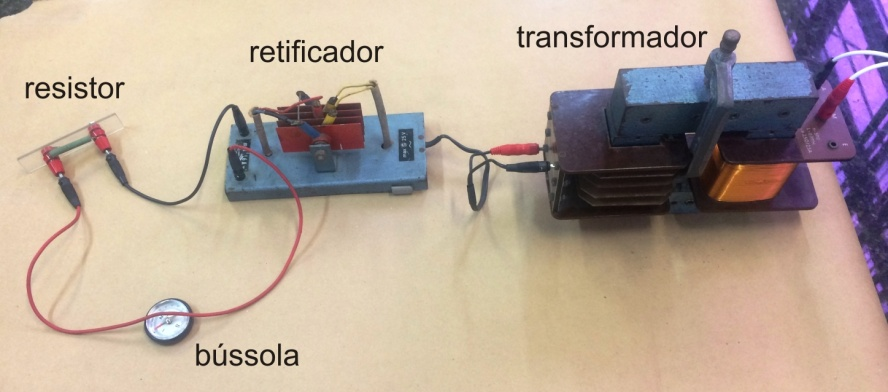 transformador
retificador
resistor
bússola